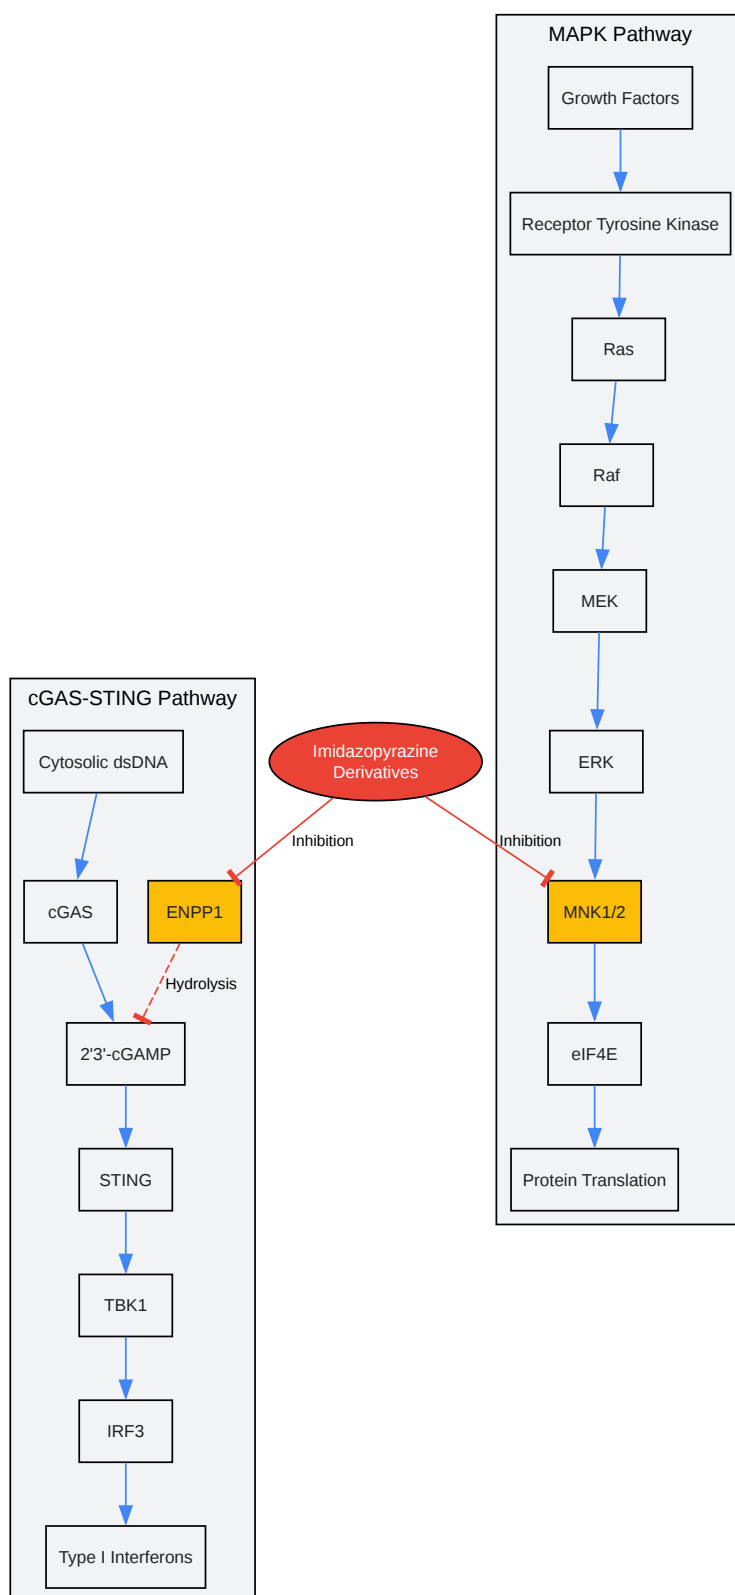 MAPK Pathway
Growth Factors
Receptor Tyrosine Kinase
Ras
Raf
MEK
cGAS-STING Pathway
Cytosolic dsDNA
Imidazopyrazine
Derivatives
ERK
Inhibition
Inhibition
cGAS
ENPP1
MNK1/2
Hydrolysis
2'3'-cGAMP
eIF4E
STING
Protein Translation
TBK1
IRF3
Type I Interferons